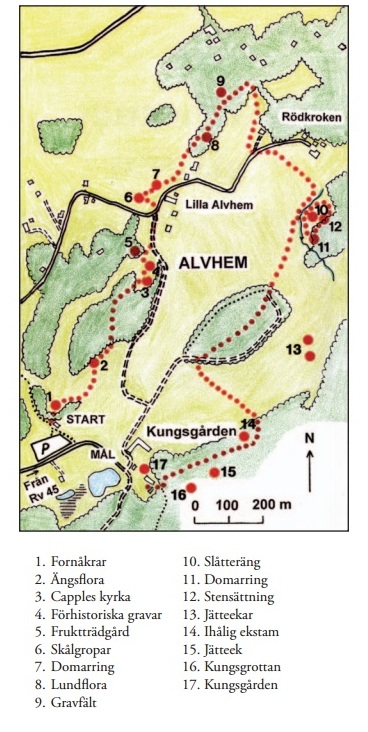 9
Rödkroken
8
7
6
Lilla Alvhem
10
12
11
5
ALVHEM
4
3
13
2
1
START
Kungsgården
14
P
MÅL
N
Från
Rv 45
17
15
16
0 100 200 m
1. Fornåkrar
2. Ängsflora
3. Capples kyrka
4. Förhistoriska gravar
5. Fruktträdgård
6. Skålgropar
7. Domarring
8. Lundflora
9. Gravfält
10. Slåtteräng
11. Domarring
12. Stensättning
13. Jätteekar
14. Ihålig ekstam
15. Jätteek
16. Kungsgrottan
17. Kungsgården